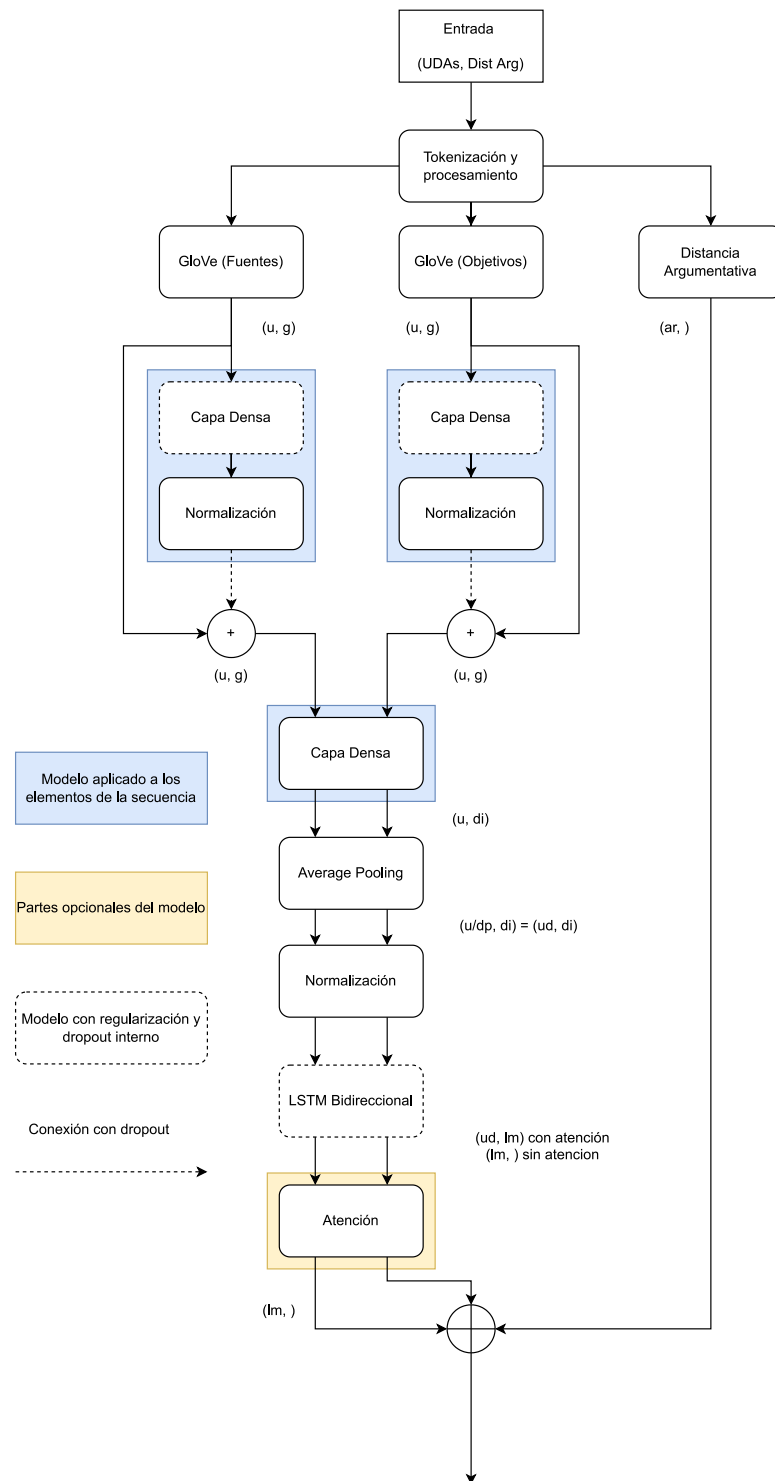 Entrada
(UDAs, Dist Arg)
Tokenización y
procesamiento
GloVe (Fuentes)
GloVe (Objetivos)
Distancia
Argumentativa
(u, g)
(u, g)
(ar, )
Capa Densa
Capa Densa
Normalización
Normalización
+
+
(u, g)
(u, g)
Capa Densa
Modelo aplicado a los
elementos de la secuencia
(u, di)
Average Pooling
Partes opcionales del modelo
(u/dp, di) = (ud, di)
Normalización
Modelo con regularización y
dropout interno
LSTM Bidireccional
Conexión con dropout
(ud, lm) con atención
(lm, ) sin atencion
Atención
(lm, )